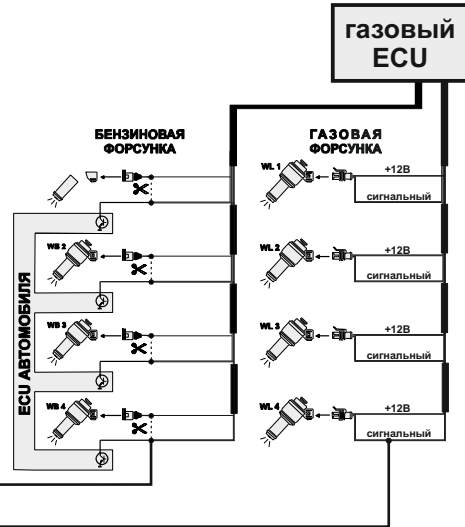 газовый
ECU
БЕНЗИНОВАЯ
ФОРСУНКА
ГАЗОВАЯ
ФОРСУНКА
WL 1
+12В
сигнальный
WB 2
WL 2
+12В
сигнальный
WB 3
WL 3
+12В
сигнальный
WB 4
WL 4
+12В
сигнальный
ECU АВТОМОБИЛЯ